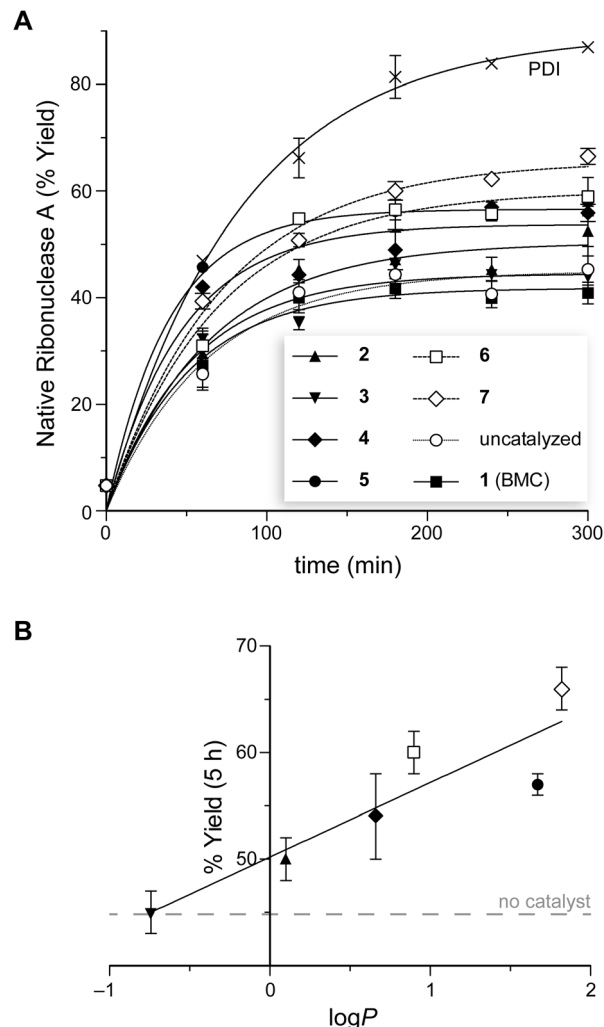 A
Native Ribonuclease A (% Yield)
80
60
40
20
0
PDI
2
3
4
5
6
7
uncatalyzed
1 (BMC)
0
100
200
300
time (min)
B
% Yield (5 h)
70
60
50
no catalyst
–1
0
1
2
logP